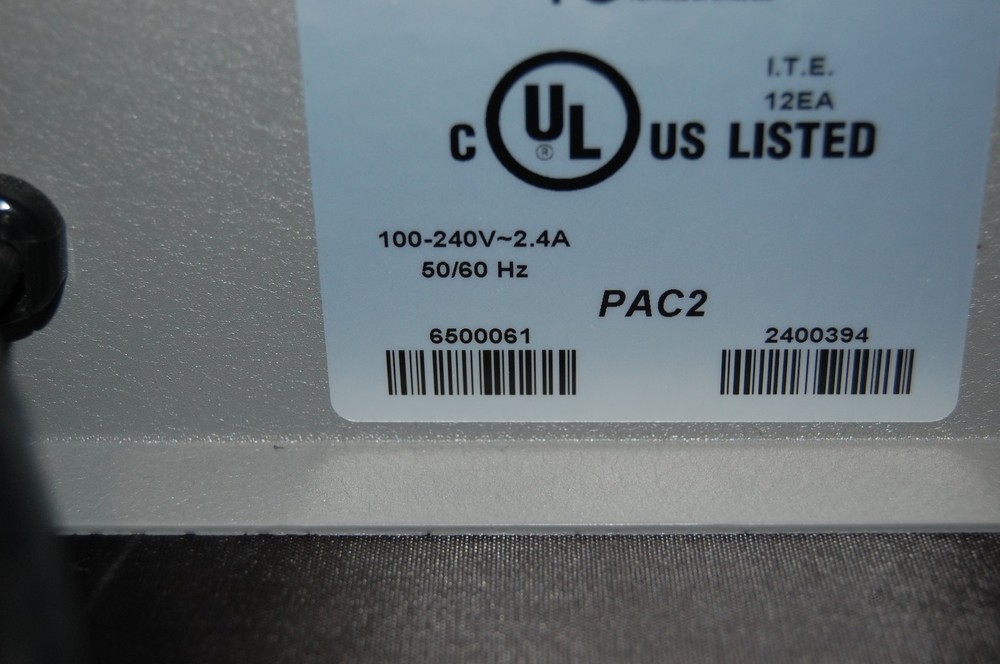 I.T.E.
12EA
C UL® US LISTED
100-240V~2.4A
50/60 Hz
PAC2
6500061
2400394